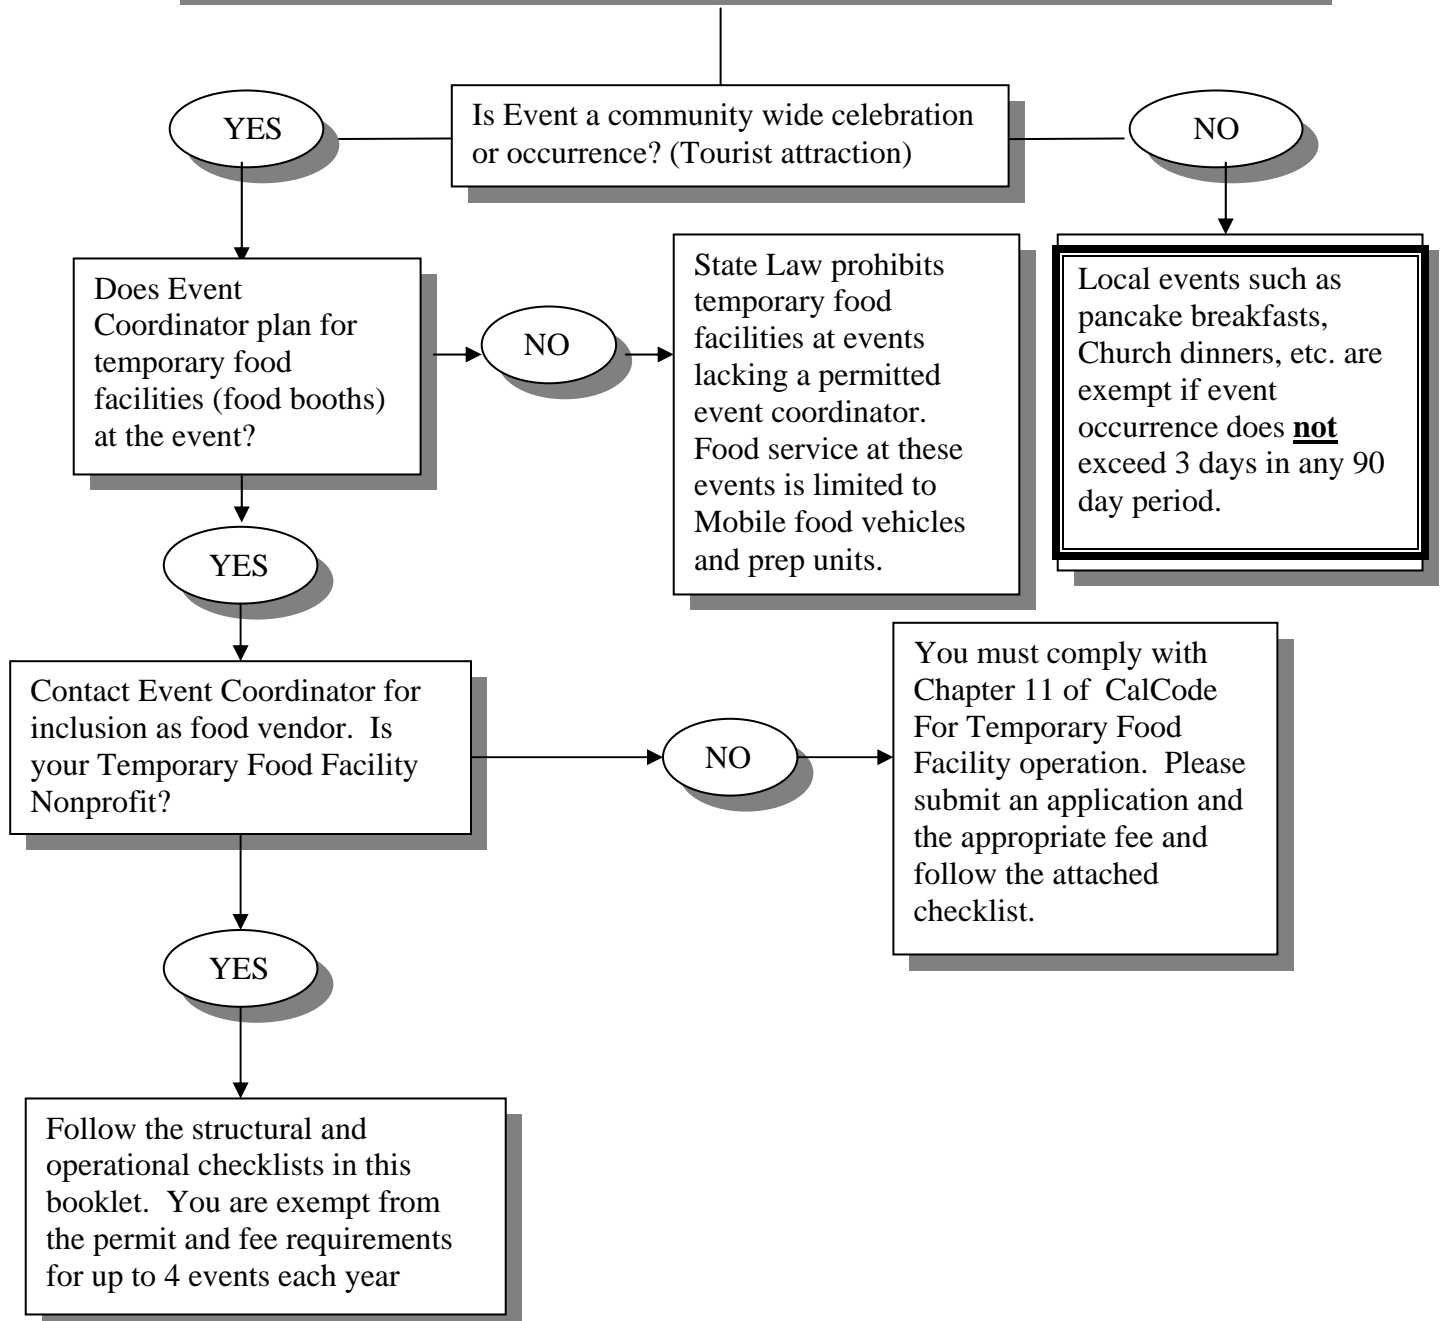 Is Event a community wide celebration
or occurrence? (Tourist attraction)
YES
NO
Does Event
Coordinator plan for
temporary food
facilities (food booths)
at the event?
NO
State Law prohibits
temporary food
facilities at events
lacking a permitted
event coordinator.
Food service at these
events is limited to
Mobile food vehicles
and prep units.
Local events such as
pancake breakfasts,
Church dinners, etc. are
exempt if event
occurrence does not
exceed 3 days in any 90
day period.
YES
Contact Event Coordinator for
inclusion as food vendor.  Is
your Temporary Food Facility
Nonprofit?
NO
You must comply with
Chapter 11 of  CalCode
For Temporary Food
Facility operation.  Please
submit an application and
the appropriate fee and
follow the attached
checklist.
YES
Follow the structural and
operational checklists in this
booklet.  You are exempt from
the permit and fee requirements
for up to 4 events each year